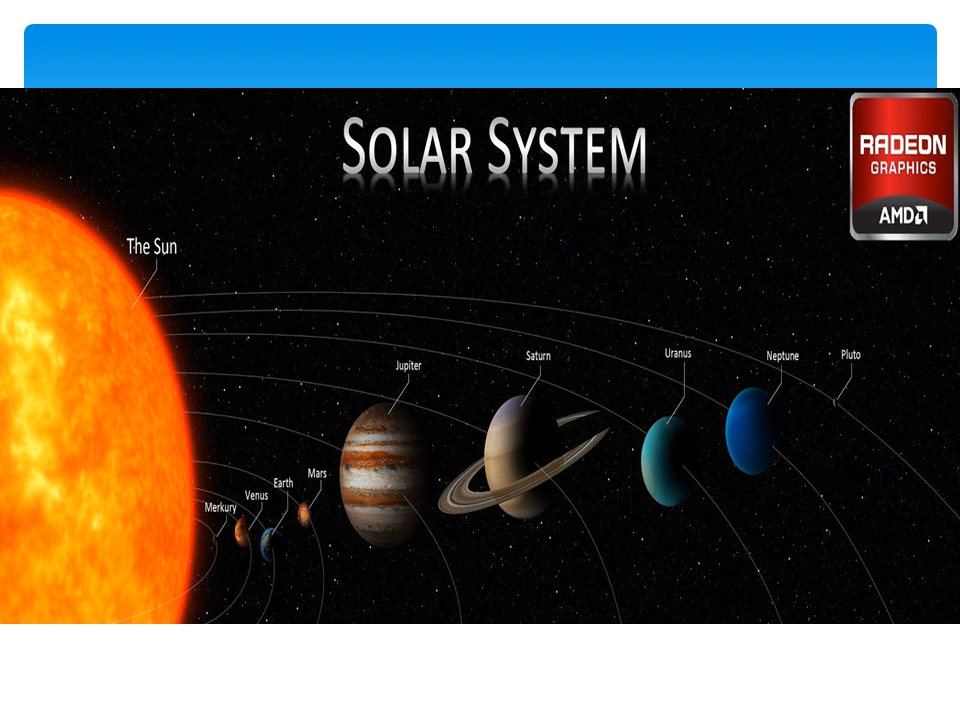 SOLAR SYSTEM
RADEON
GRAPHICS
AMD
The Sun
Merkury
Venus
Earth
Mars
Jupiter
Saturn
Uranus
Neptune
Pluto